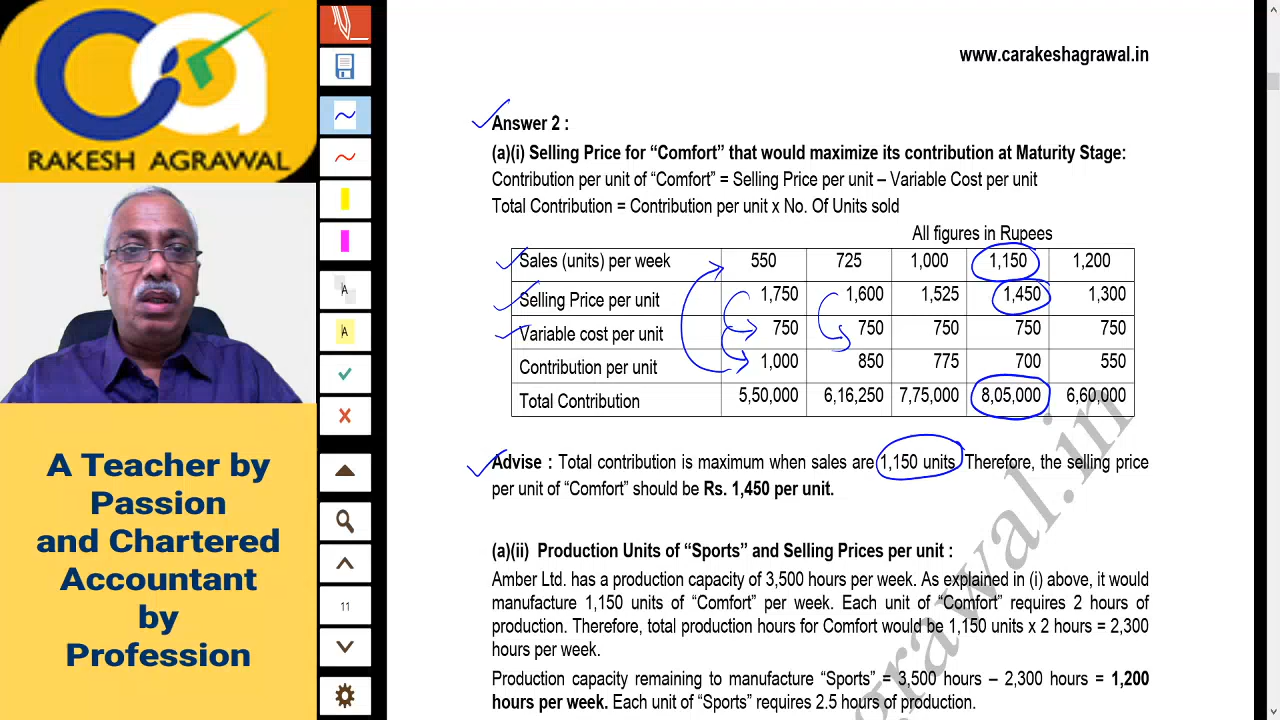 RAKESH AGRAWAL
A Teacher by
Passion
and Chartered
Accountant
by
Profession
A
A
11
www.carakeshagrawal.in
Answer 2 :
(a)(i) Selling Price for “Comfort” that would maximize its contribution at Maturity Stage:
Contribution per unit of “Comfort” = Selling Price per unit – Variable Cost per unit
Total Contribution = Contribution per unit x No. Of Units sold
All figures in Rupees
Sales (units) per week 550 725 1,000 1,150 1,200
Selling Price per unit 1,750 1,600 1,525 1,450 1,300
Variable cost per unit 750 750 750 750 750
Contribution per unit 1,000 850 775 700 550
Total Contribution 5,50,000 6,16,250 7,75,000 8,05,000 6,60,000
Advise : Total contribution is maximum when sales are 1,150 units. Therefore, the selling price
per unit of “Comfort” should be Rs. 1,450 per unit.
(a)(ii) Production Units of “Sports” and Selling Prices per unit :
Amber Ltd. has a production capacity of 3,500 hours per week. As explained in (i) above, it would
manufacture 1,150 units of “Comfort” per week. Each unit of “Comfort” requires 2 hours of
production. Therefore, total production hours for Comfort would be 1,150 units x 2 hours = 2,300
hours per week.
Production capacity remaining to manufacture “Sports” = 3,500 hours – 2,300 hours = 1,200
hours per week. Each unit of “Sports” requires 2.5 hours of production.
grawal.in